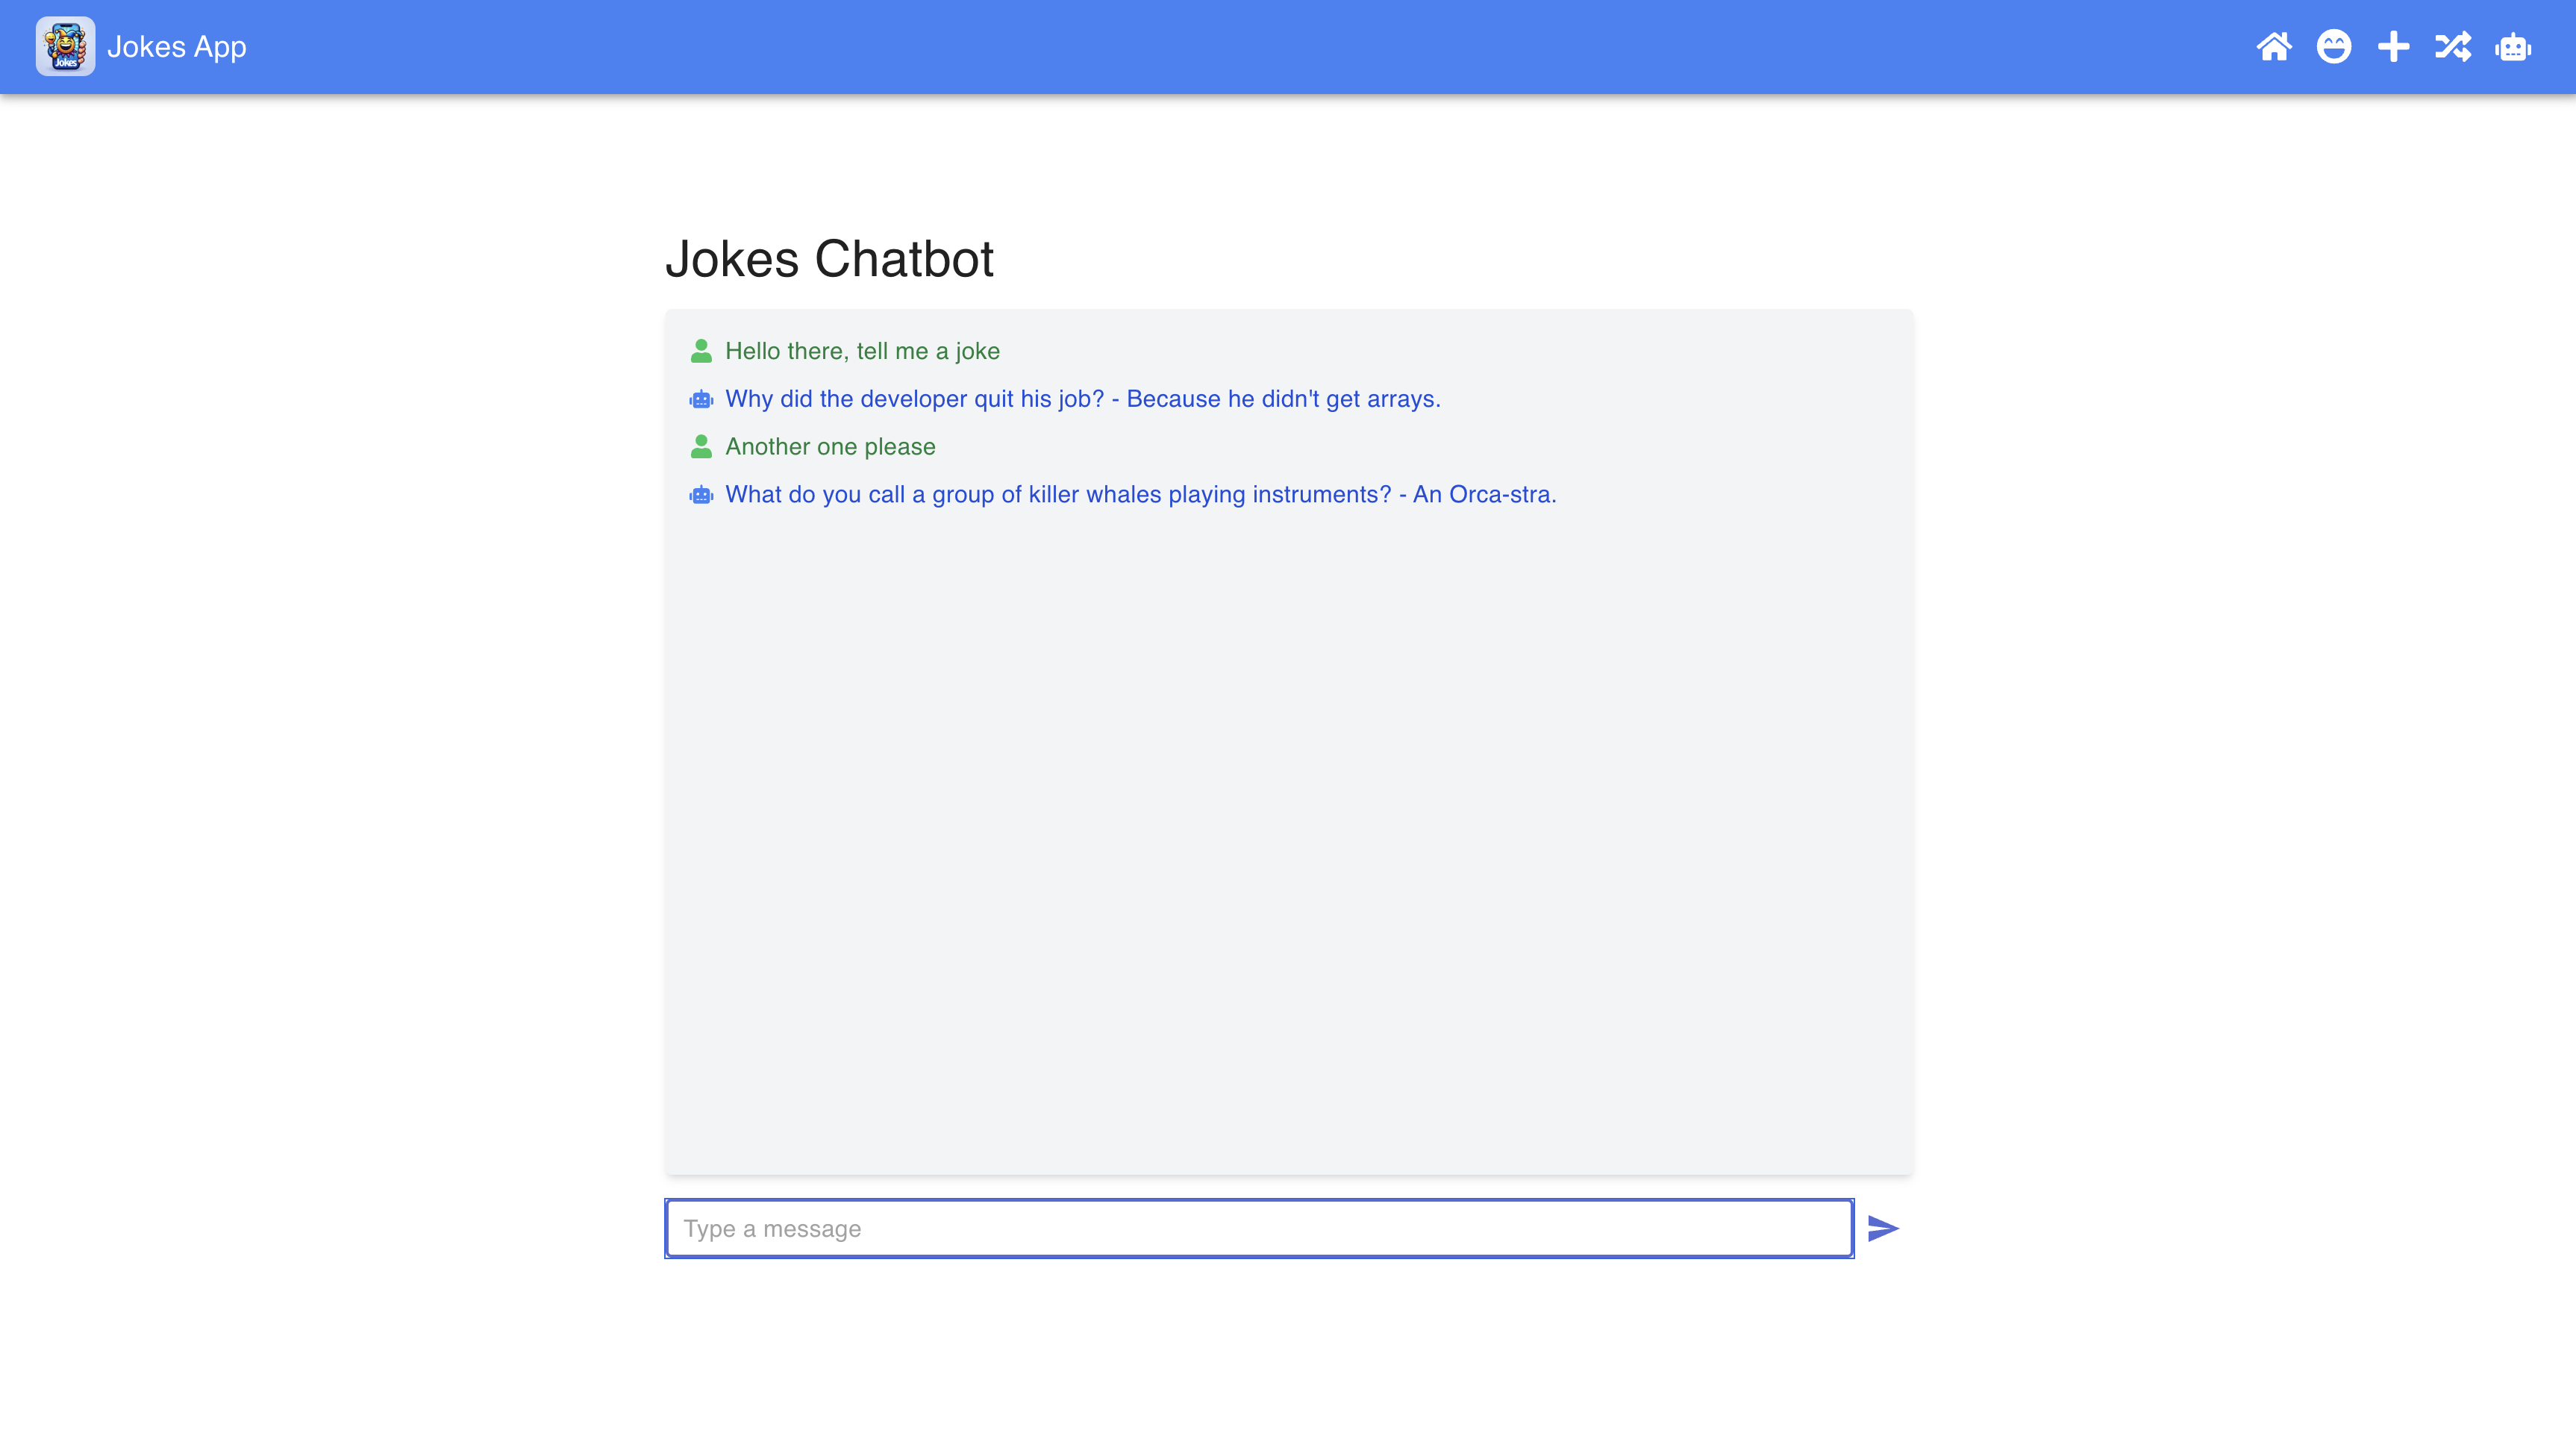 Jokes
Jokes App
Jokes Chatbot
Hello there, tell me a joke
Why did the developer quit his job? - Because he didn't get arrays.
Another one please
What do you call a group of killer whales playing instruments? - An Orca-stra.
Type a message